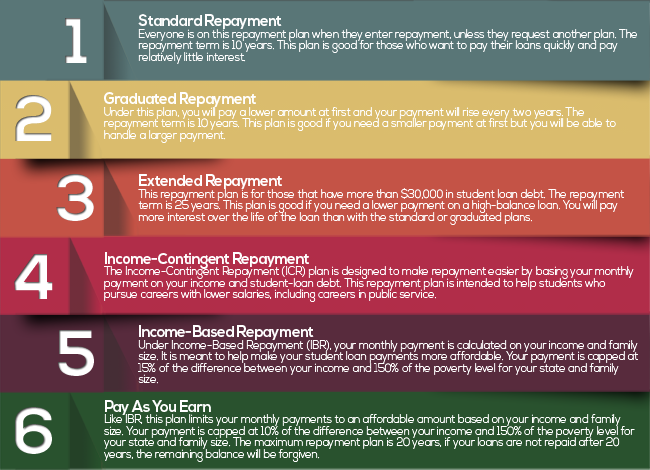 1
Standard Repayment
Everyone is on this repayment plan when they enter repayment, unless they request another plan. The
repayment term is 10 years. This plan is good for those who want to pay their loans quickly and pay
relatively little interest.
2
Graduated Repayment
Under this plan, you will pay a lower amount at first and your payment will rise every two years. The
repayment term is 10 years. This plan is good if you need a smaller payment at first but you will be able to
handle a larger payment.
3
Extended Repayment
This repayment plan is for those that have more than $30,000 in student loan debt. The repayment
term is 25 years. This plan is good if you need a lower payment on a high-balance loan. You will pay
more interest over the life of the loan than with the standard or graduated plans.
4
Income-Contingent Repayment
The Income-Contingent Repayment (ICR) plan is designed to make repayment easier by basing your monthly
payment on your income and student-loan debt. This repayment plan is intended to help students who
pursue careers with lower salaries, including careers in public service.
5
Income-Based Repayment
Under Income-Based Repayment (IBR), your monthly payment is calculated on your income and family
size. It is meant to help make your student loan payments more affordable. Your payment is capped at
15% of the difference between your income and 150% of the poverty level for your state and family
size.
6
Pay As You Earn
Like IBR, this plan limits your monthly payments to an affordable amount based on your income and family
size. Your payment is capped at 10% of the difference between your income and 150% of the poverty level for
your state and family size. The maximum repayment plan is 20 years, if your loans are not repaid after 20
years, the remaining balance will be forgiven.